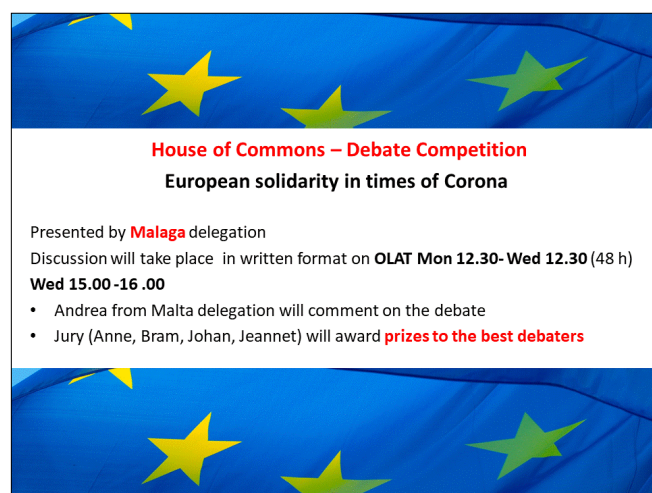 House of Commons – Debate Competition
European solidarity in times of Corona
Presented by Malaga delegation
Discussion will take place in written format on OLAT Mon 12.30- Wed 12.30 (48 h)
Wed 15.00 -16 .00
• Andrea from Malta delegation will comment on the debate
• Jury (Anne, Bram, Johan, Jeannet) will award prizes to the best debaters